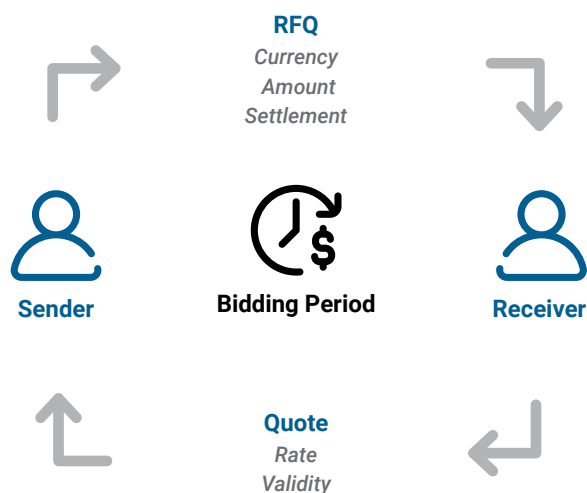 RFQ
Currency
Amount
Settlement
$
Sender
Bidding Period
Receiver
Quote
Rate
Validity